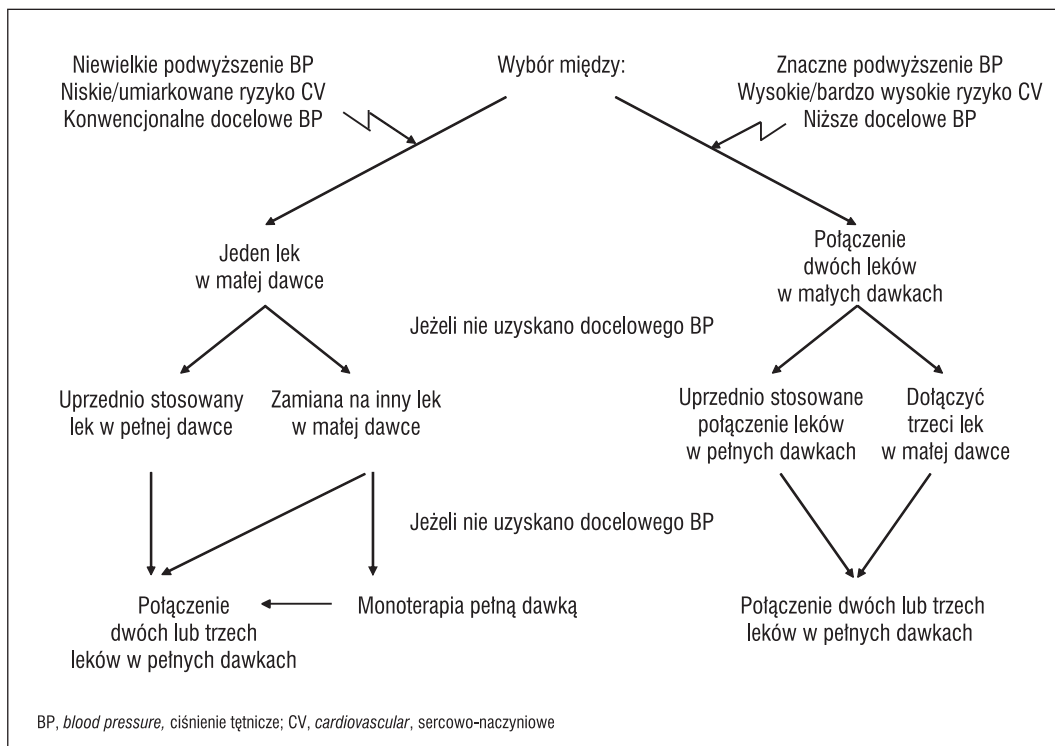 Niewielkie podwyższenie BP
Niskie/umiarkowane ryzyko CV
Konwencjonalne docelowe BP
Wybór między:
Znaczne podwyższenie BP
Wysokie/bardzo wysokie ryzyko CV
Niższe docelowe BP
Jeden lek
w małej dawce
Połączenie
dwóch leków
w małych dawkach
Jeżeli nie uzyskano docelowego BP
Uprzednio stosowany
lek w pełnej dawce
Zamiana na inny lek
w małej dawce
Uprzednio stosowane
połączenie leków
w pełnych dawkach
Dołączyć
trzeci lek
w małej dawce
Jeżeli nie uzyskano docelowego BP
Połączenie
dwóch lub trzech
leków w pełnych dawkach
Monoterapia pełną dawką
Połączenie dwóch lub trzech
leków w pełnych dawkach
BP, blood pressure, ciśnienie tętnicze; CV, cardiovascular, sercowo-naczyniowe